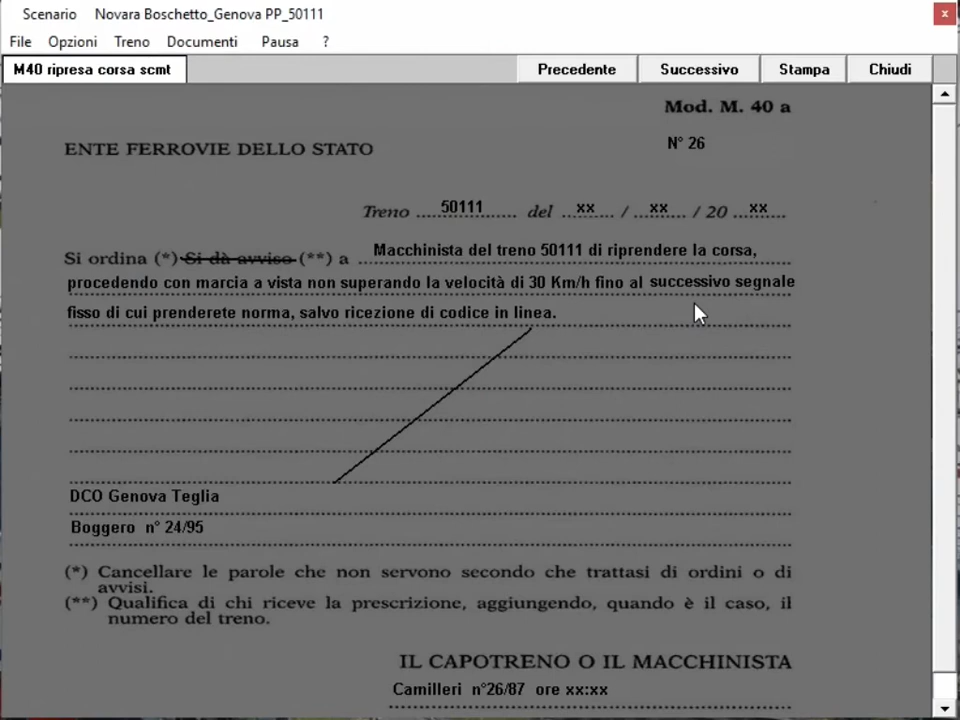 Scenario Novara Boschetto_Genova PP_50111
x
File Opzioni Treno Documenti Pausa ?
M40 ripresa corsa scmt Precedente Successivo Stampa Chiudi
Mod. M. 40 a
ENTE FERROVIE DELLO STATO N° 26
Treno 50111 del xx / xx / 20 xx
Si ordina (*) Si dà avviso (**) a Macchinista del treno 50111 di riprendere la corsa,
procedendo con marcia a vista non superando la velocità di 30 Km/h fino al successivo segnale
fisso di cui prenderete norma, salvo ricezione di codice in linea.
DCO Genova Teglia
Boggero n° 24/95
(*) Cancellare le parole che non servono secondo che trattasi di ordini o di
avvisi.
(**) Qualifica di chi riceve la prescrizione, aggiungendo, quando è il caso, il
numero del treno.
IL CAPOTRENO O IL MACCHINISTA
Camilleri n°26/87 ore xx:xx